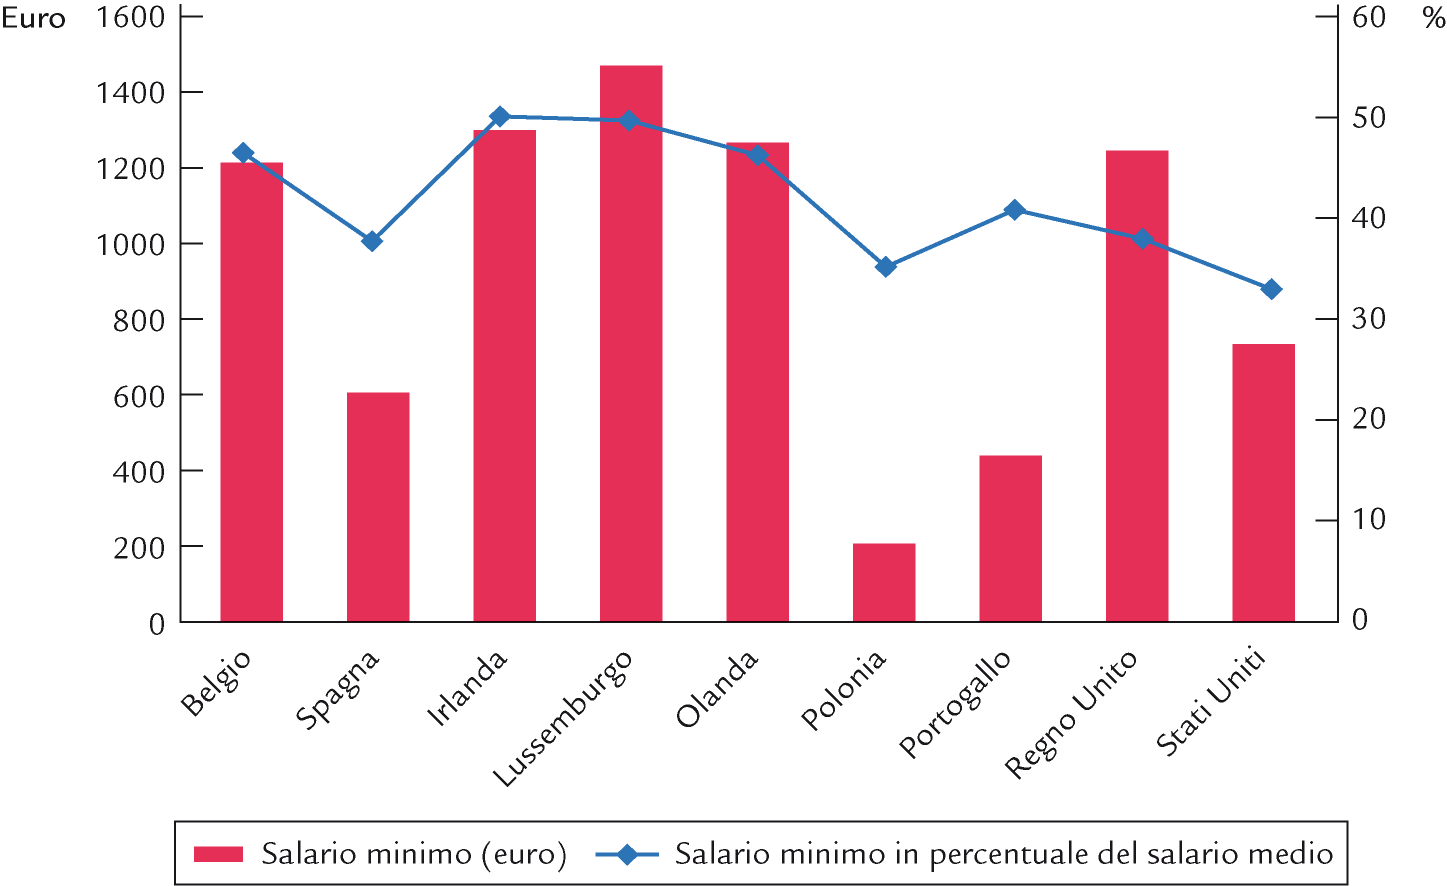 Euro
1600
1400
1200
1000
800
600
400
200
0
60
%
50
40
30
20
10
0
Belgio
Spagna
Irlanda
Lussemburgo
Olanda
Polonia
Portogallo
Regno Unito
Stati Uniti
Salario minimo (euro)
Salario minimo in percentuale del salario medio